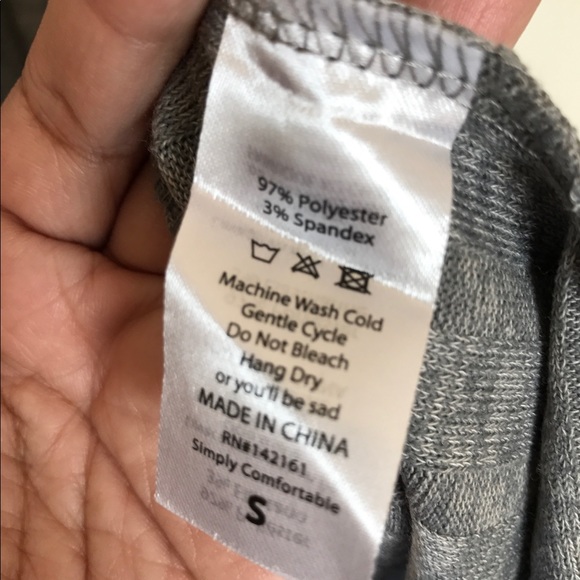 97% Polyester
3% Spandex
Machine Wash Cold
Gentle Cycle
Do Not Bleach
Hang Dry
or you'll be sad
MADE IN CHINA
RN#142161
Simply Comfortable
S